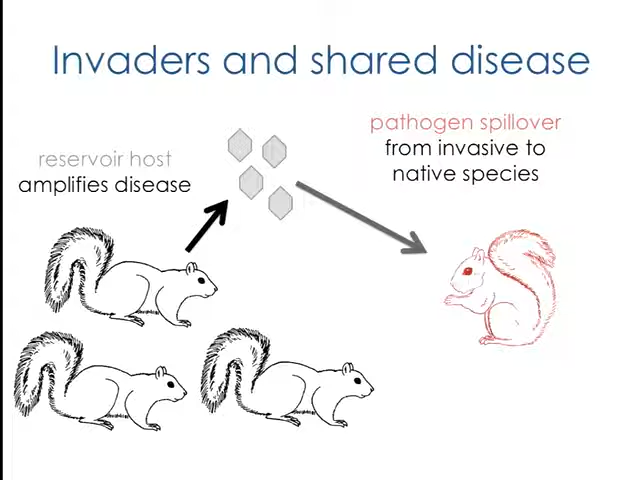 Invaders and shared disease
reservoir host
amplifies disease
pathogen spillover
from invasive to
native species